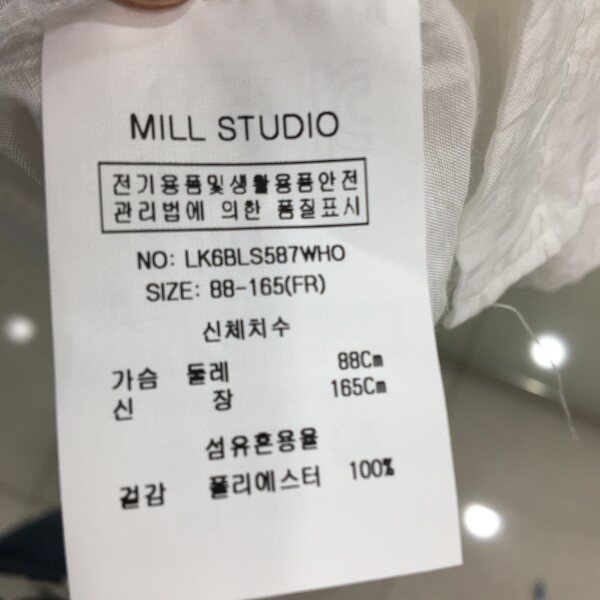 MILL STUDIO
전기용품및생활용품안전
관리법에 의한 품질표시
NO: LK6BLS587WHO
SIZE: 88-165(FR)
신체치수
가슴 둘레 88Cm
신 장 165Cm
섬유혼용율
겉감 폴리에스터 100%